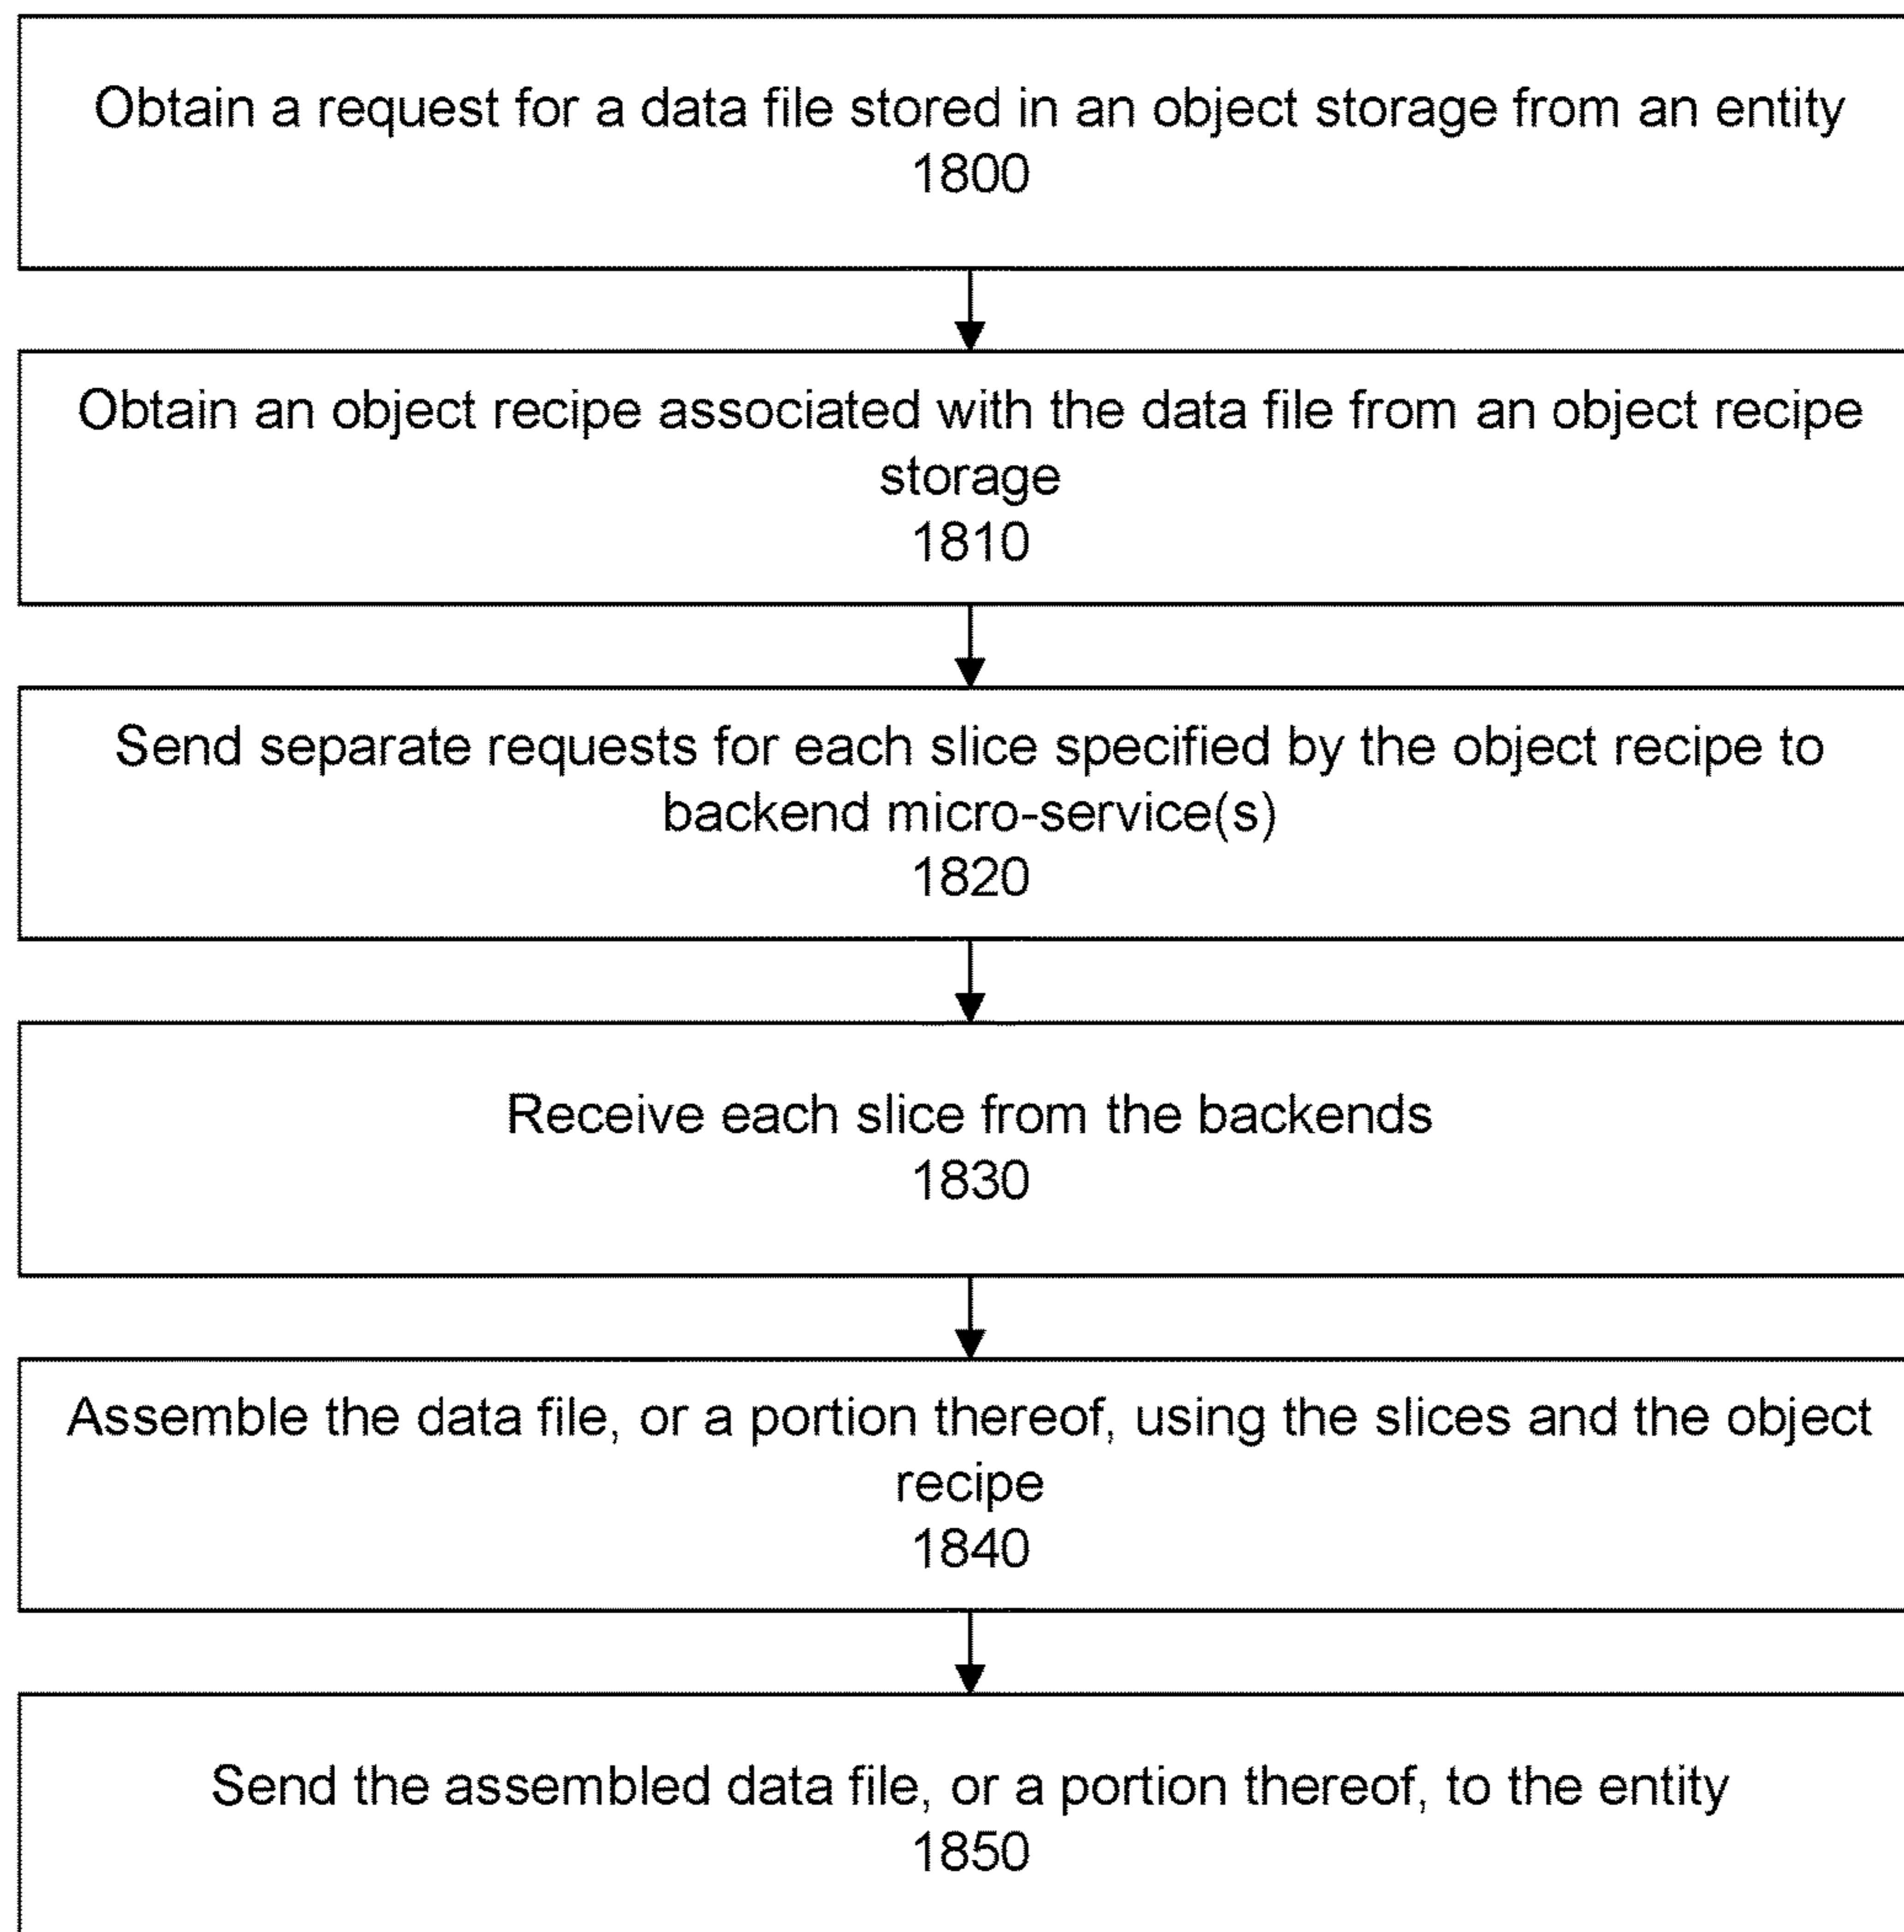 Obtain a request for a data file stored in an object storage from an entity
1800
Obtain an object recipe associated with the data file from an object recipe
storage
1810
Send separate requests for each slice specified by the object recipe to
backend micro-service(s)
1820
Receive each slice from the backends
1830
Assemble the data file, or a portion thereof, using the slices and the object
recipe
1840
Send the assembled data file, or a portion thereof, to the entity
1850